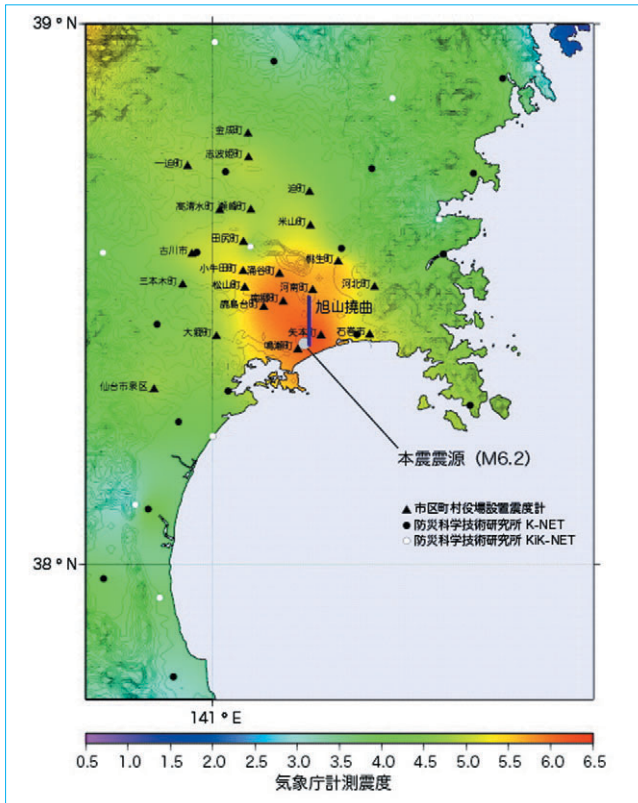 39°N
金成町
志波姫町
一迫町
迫町
高清水町
瀬峰町
米山町
田尻町
古川市
桃生町
小牛田町
涌谷町
三本木町
松山町
河南町
河北町
南郷町
鹿島台町
旭山撓曲
大郷町
矢本町
石巻市
鳴瀬町
仙台市泉区
本震震源（M6.2）
▲市区町村役場設置震度計
●防災科学技術研究所 K-NET
○防災科学技術研究所 KiK-NET
38°N
141°E
0.5 1.0 1.5 2.0 2.5 3.0 3.5 4.0 4.5 5.0 5.5 6.0 6.5
気象庁計測震度